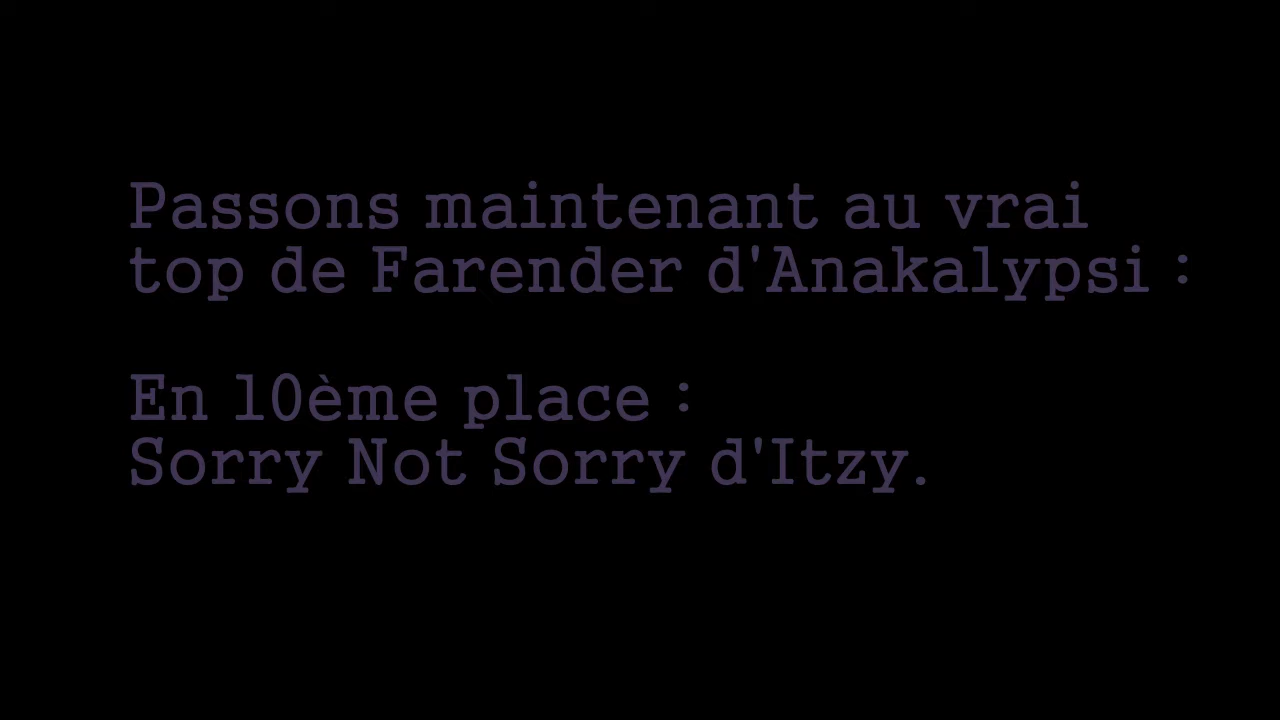 Passons maintenant au vrai
top de Farender d'Anakalypsi :
En 10ème place :
Sorry Not Sorry d'Itzy.